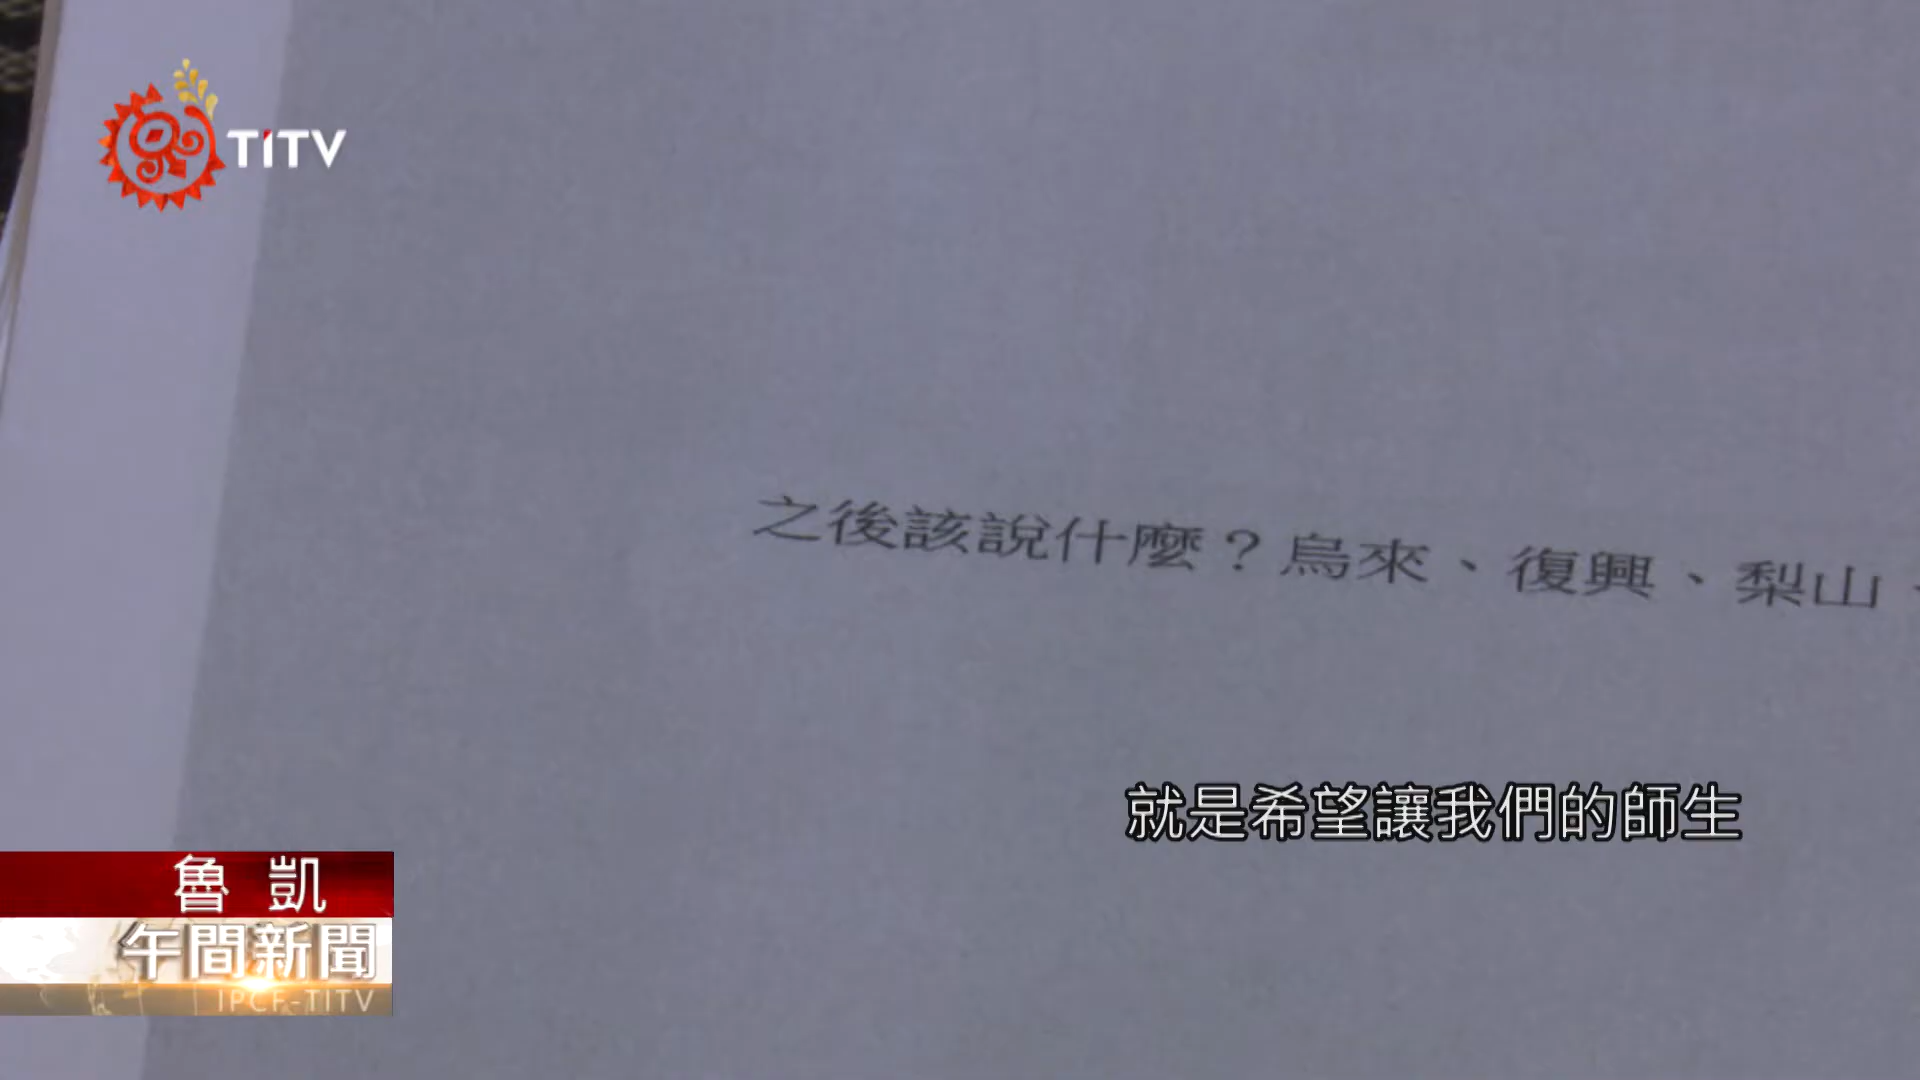 TiTV
之後該說什麼？烏來、復興、梨山、
就是希望讓我們的師生
魯凱
午間新聞
IPCF-TITV